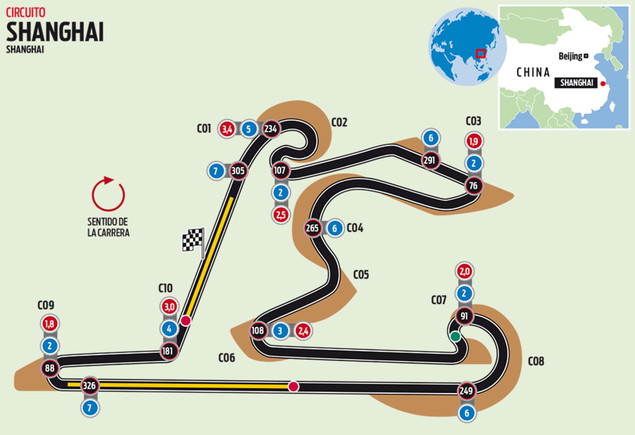 CIRCUITO
SHANGHAI
SHANGHAI
Beijing
CHINA
SHANGHAI
C01
3,4
5
234
C02
6
C03
1,9
7
305
107
291
2
2
76
2,5
SENTIDO DE
LA CARRERA
265
6
C04
C05
C10
3,0
4
181
C09
1,8
2
88
108
3
2,4
C06
2,0
2
C07
91
C08
326
7
249
6